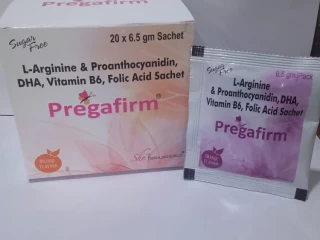 Sugar
Free
20 x 6.5 gm Sachet
L-Arginine
& Proanthocyanidin,
DHA, Vitamin B6, Folic Acid Sachet
Pregafirm®
Sugar
Free
6.5 gm Pack
L-Arginine
& Proanthocyanidin, DHA,
Vitamin B6, Folic Acid Sachet
Pregafirm